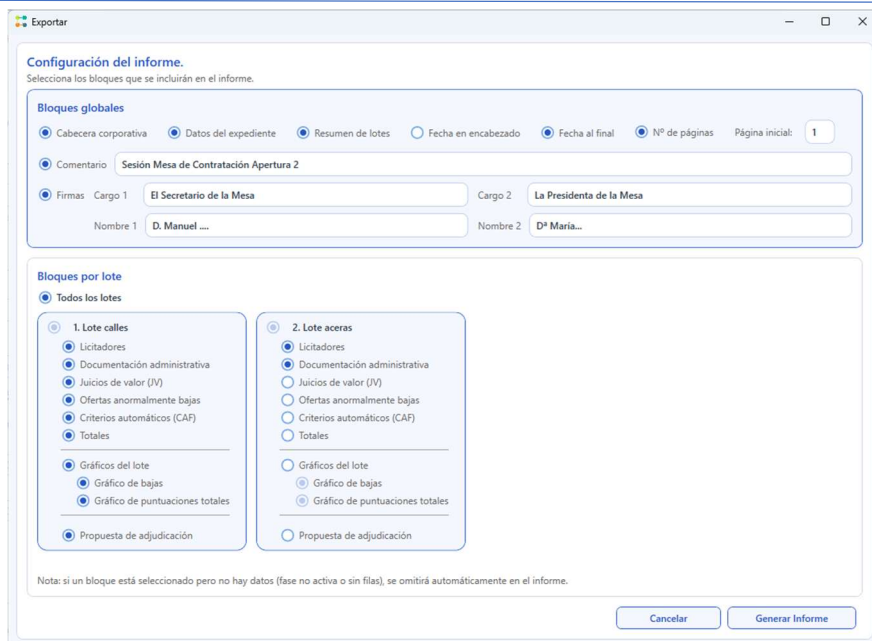 Exportar
Configuración del informe.
Selecciona los bloques que se incluirán en el informe.
Bloques globales
Cabecera corporativa Datos del expediente Resumen de lotes Fecha en encabezado Fecha al final Nº de páginas Página inicial: 1
Comentario Sesión Mesa de Contratación Apertura 2
Firmas Cargo 1 El Secretario de la Mesa Cargo 2 La Presidenta de la Mesa
Nombre 1 D. Manuel .... Nombre 2 Dª María...
Bloques por lote
Todos los lotes
1. Lote calles
Licitadores
Documentación administrativa
Juicios de valor (JV)
Ofertas anormalmente bajas
Criterios automáticos (CAF)
Totales
Gráficos del lote
Gráfico de bajas
Gráfico de puntuaciones totales
Propuesta de adjudicación
2. Lote aceras
Licitadores
Documentación administrativa
Juicios de valor (JV)
Ofertas anormalmente bajas
Criterios automáticos (CAF)
Totales
Gráficos del lote
Gráfico de bajas
Gráfico de puntuaciones totales
Propuesta de adjudicación
Nota: si un bloque está seleccionado pero no hay datos (fase no activa o sin filas), se omitirá automáticamente en el informe.
Cancelar Generar Informe